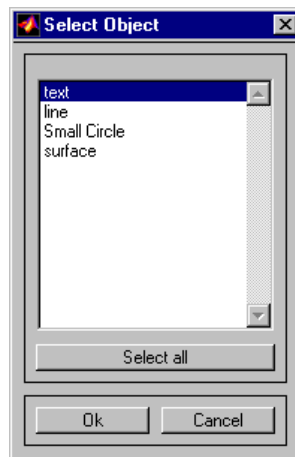 Select Object
text
line
Small Circle
surface
Select all
Ok
Cancel